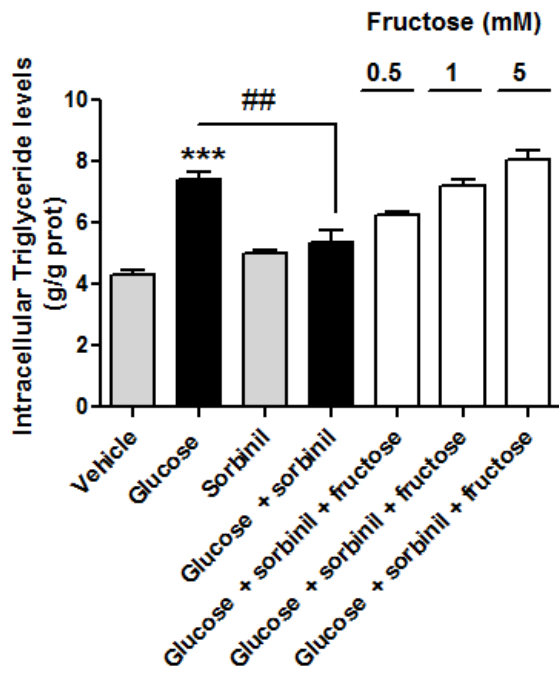 Fructose (mM)
0.5 1 5
##
***
Intracellular Triglyceride levels
(g/g prot)
10
8
6
4
2
0
Vehicle
Glucose
Sorbinil
Glucose + sorbinil
Glucose + sorbinil + fructose
Glucose + sorbinil + fructose
Glucose + sorbinil + fructose